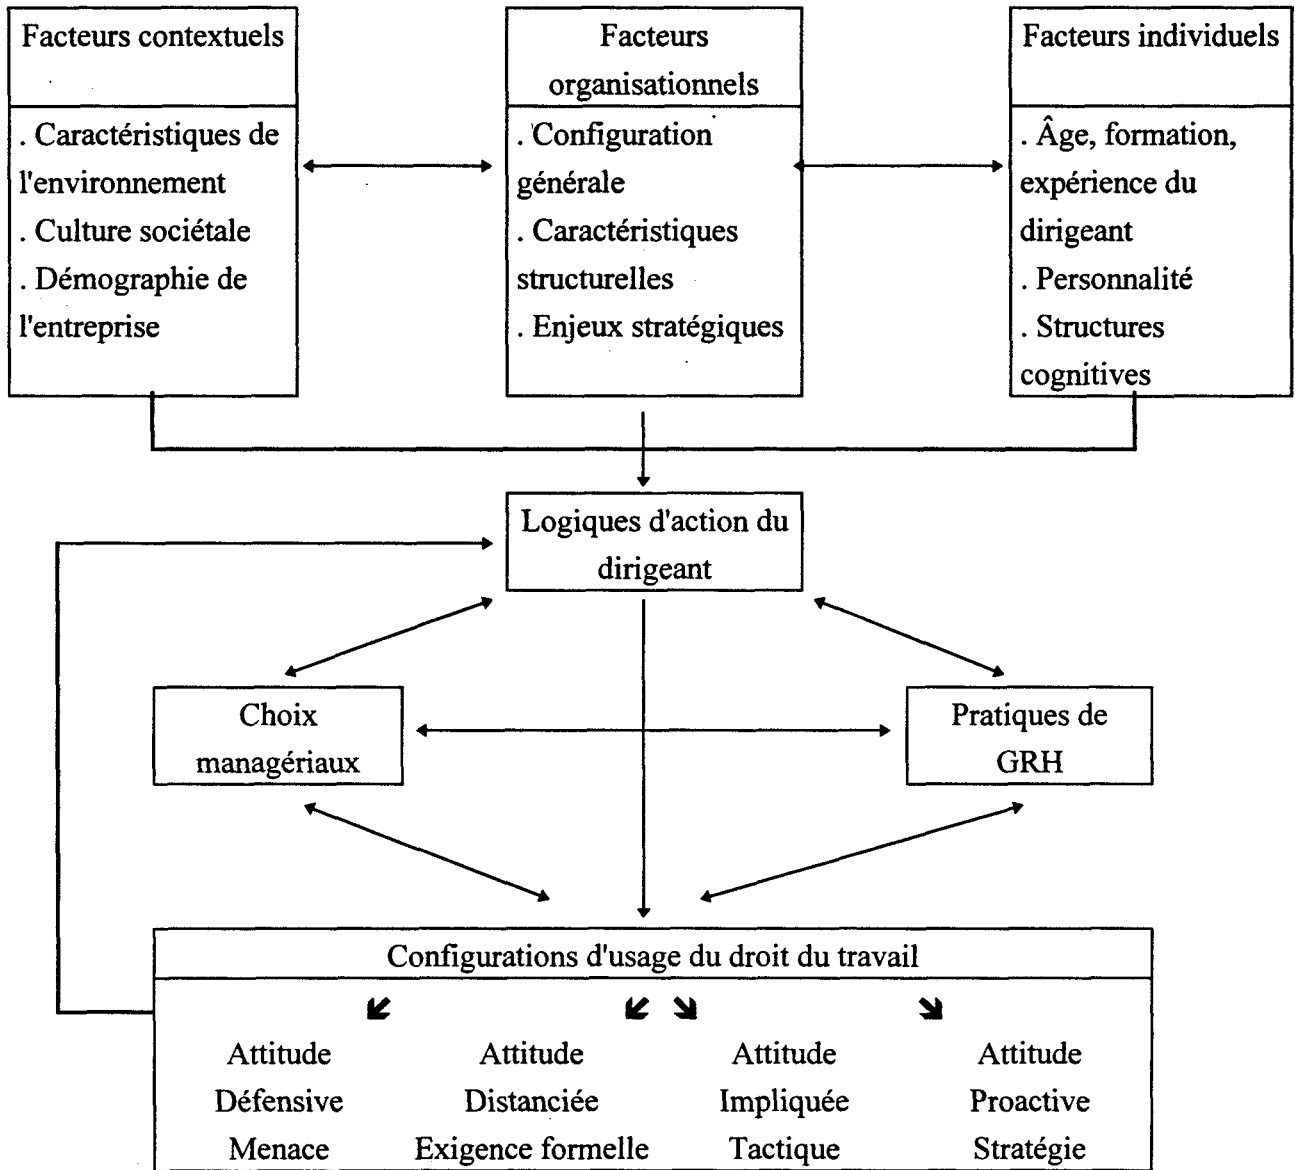 Facteurs contextuels
. Caractéristiques de
l'environnement
. Culture sociétale
. Démographie de
l'entreprise
Facteurs
organisationnels
. Configuration
générale
. Caractéristiques
structurelles
. Enjeux stratégiques
Facteurs individuels
. Âge, formation,
expérience du
dirigeant
. Personnalité
. Structures
cognitives
Logiques d'action du
dirigeant
Choix
managériaux
Pratiques de
GRH
Configurations d'usage du droit du travail
Attitude
Défensive
Menace
Attitude
Distanciée
Exigence formelle
Attitude
Impliquée
Tactique
Attitude
Proactive
Stratégie